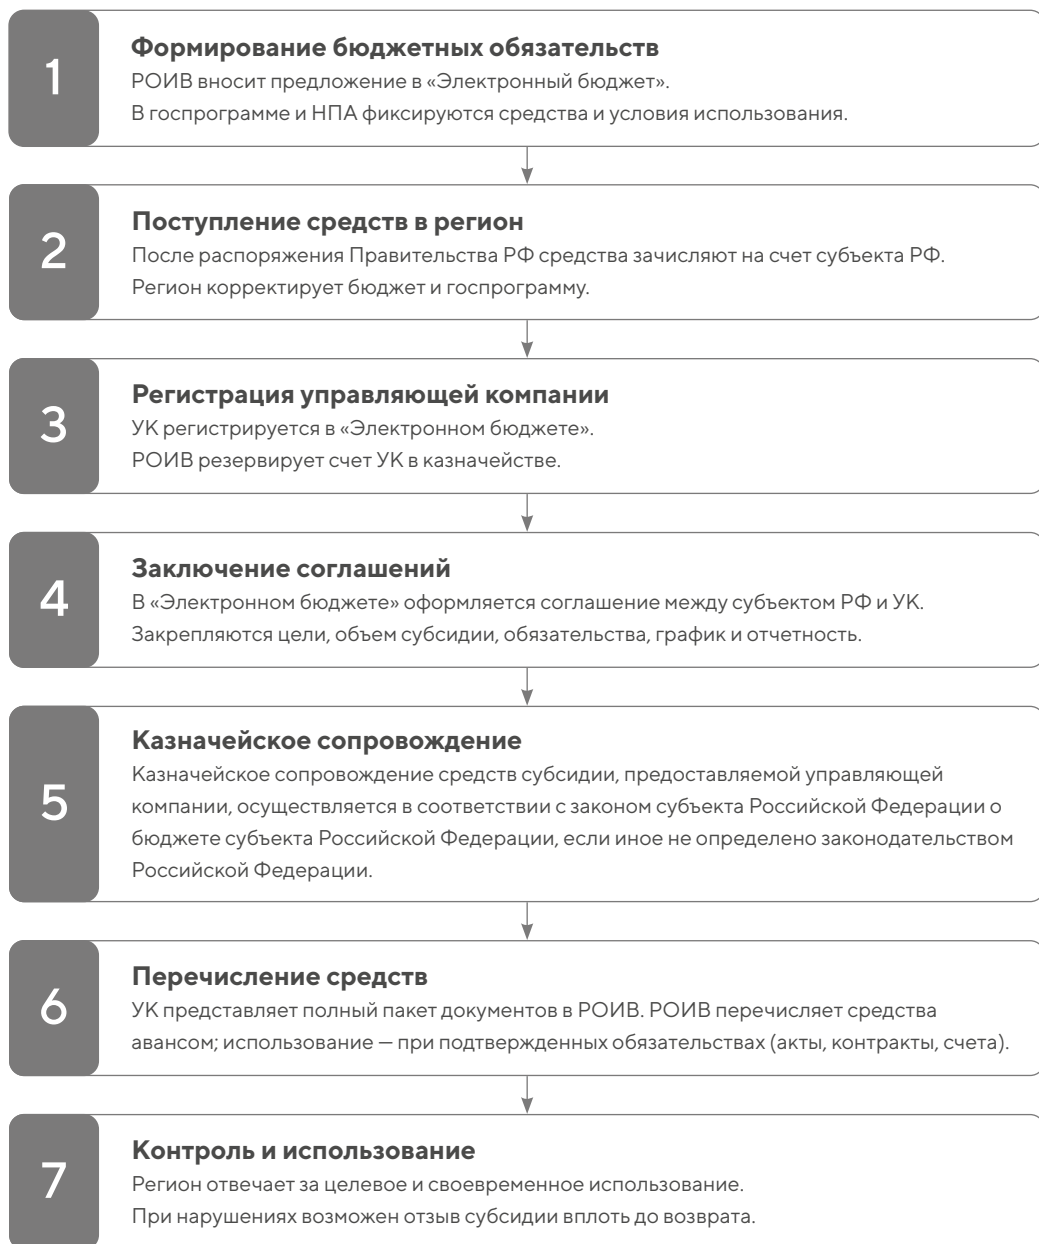 1
Формирование бюджетных обязательств
РОИВ вносит предложение в «Электронный бюджет».
В госпрограмме и НПА фиксируются средства и условия использования.
2
Поступление средств в регион
После распоряжения Правительства РФ средства зачисляют на счет субъекта РФ.
Регион корректирует бюджет и госпрограмму.
3
Регистрация управляющей компании
УК регистрируется в «Электронном бюджете».
РОИВ резервирует счет УК в казначействе.
4
Заключение соглашений
В «Электронном бюджете» оформляется соглашение между субъектом РФ и УК.
Закрепляются цели, объем субсидии, обязательства, график и отчетность.
5
Казначейское сопровождение
Казначейское сопровождение средств субсидии, предоставляемой управляющей
компании, осуществляется в соответствии с законом субъекта Российской Федерации о
бюджете субъекта Российской Федерации, если иное не определено законодательством
Российской Федерации.
6
Перечисление средств
УК представляет полный пакет документов в РОИВ. РОИВ перечисляет средства
авансом; использование — при подтвержденных обязательствах (акты, контракты, счета).
7
Контроль и использование
Регион отвечает за целевое и своевременное использование.
При нарушениях возможен отзыв субсидии вплоть до возврата.